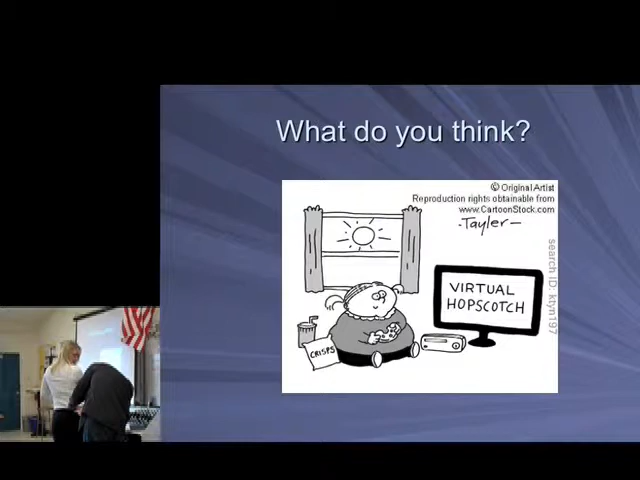 What do you think?
© Original Artist
Reproduction rights obtainable from
www.CartoonStock.com
-Tayler-
search ID: ktyn197
VIRTUAL
HOPSCOTCH
CRISPS